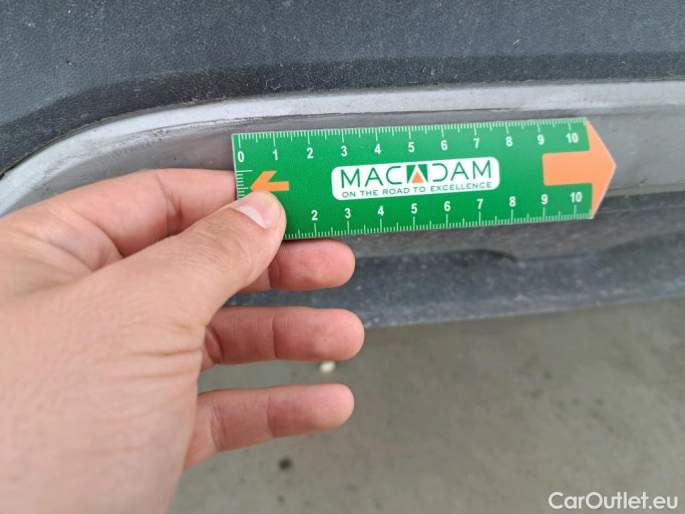 0 1 2 3 4 5 6 7 8 9 10
MACADAM
ON THE ROAD TO EXCELLENCE
2 3 4 5 6 7 8 9 10
CarOutlet.eu